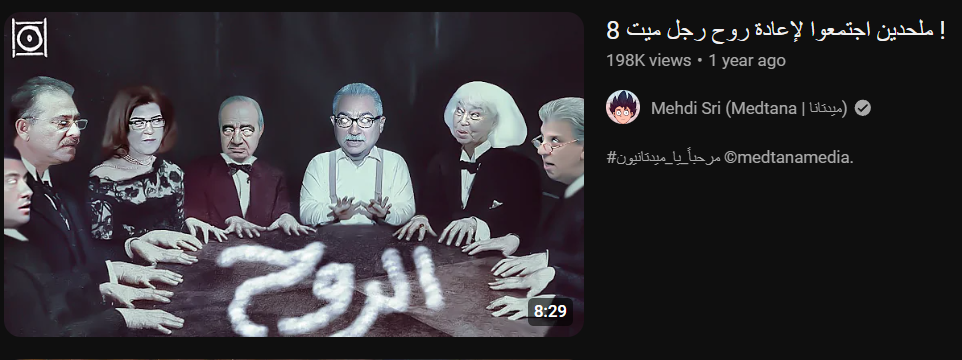 الروح
8:29
8 ملحدين اجتمعوا لإعادة روح رجل ميت !
198K views • 1 year ago
Mehdi Sri (Medtana | ميدتانا)
#مرحباً_يا_ميدتانيون ©medtanamedia.